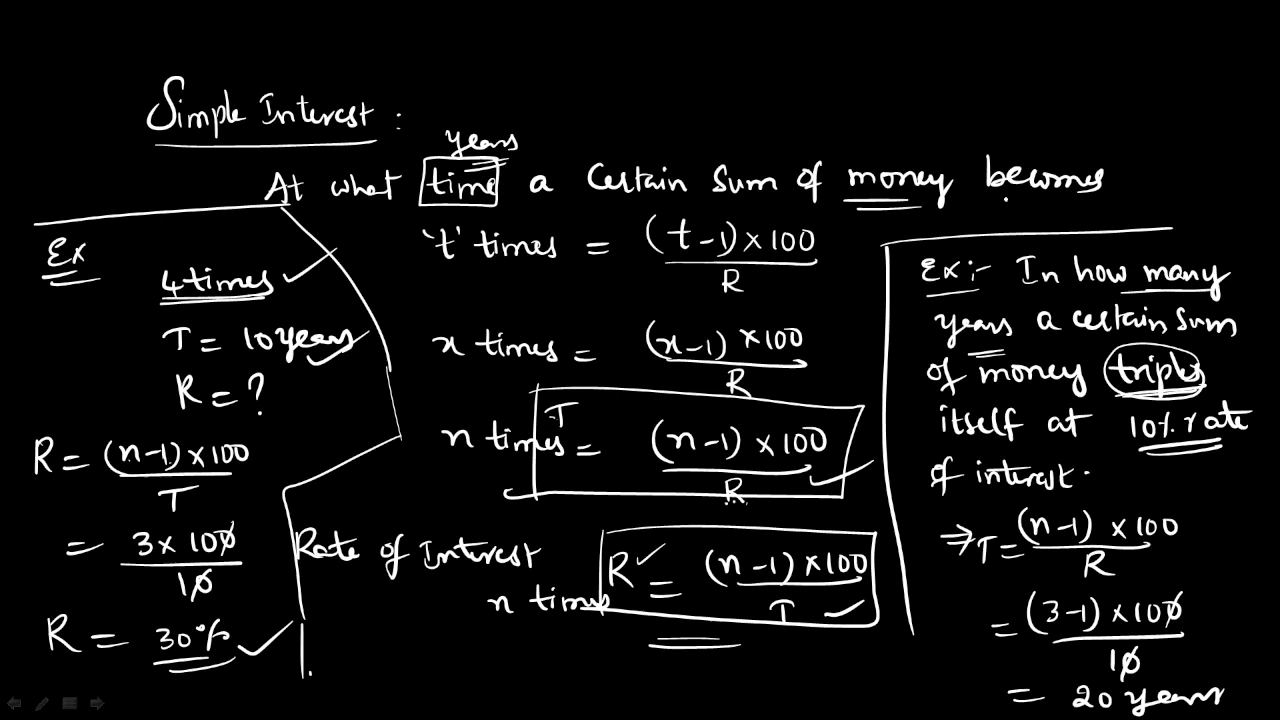 Simple Interest :
years
At what time a certain sum of money becomes
't' times = (t-1) × 100 / R
x times = (x-1) × 100 / R
n times T = (n-1) × 100 / R
Rate of Interest
n times R = (n-1) × 100 / T
Ex
4 times
T = 10 years
R = ?
R = (n-1) × 100 / T
= 3 × 100 / 10
R = 30%
Ex :- In how many
years a certain sum
of money triples
itself at 10% rate
of interest.
⇒ T = (n-1) × 100 / R
= (3-1) × 100 / 10
= 20 years